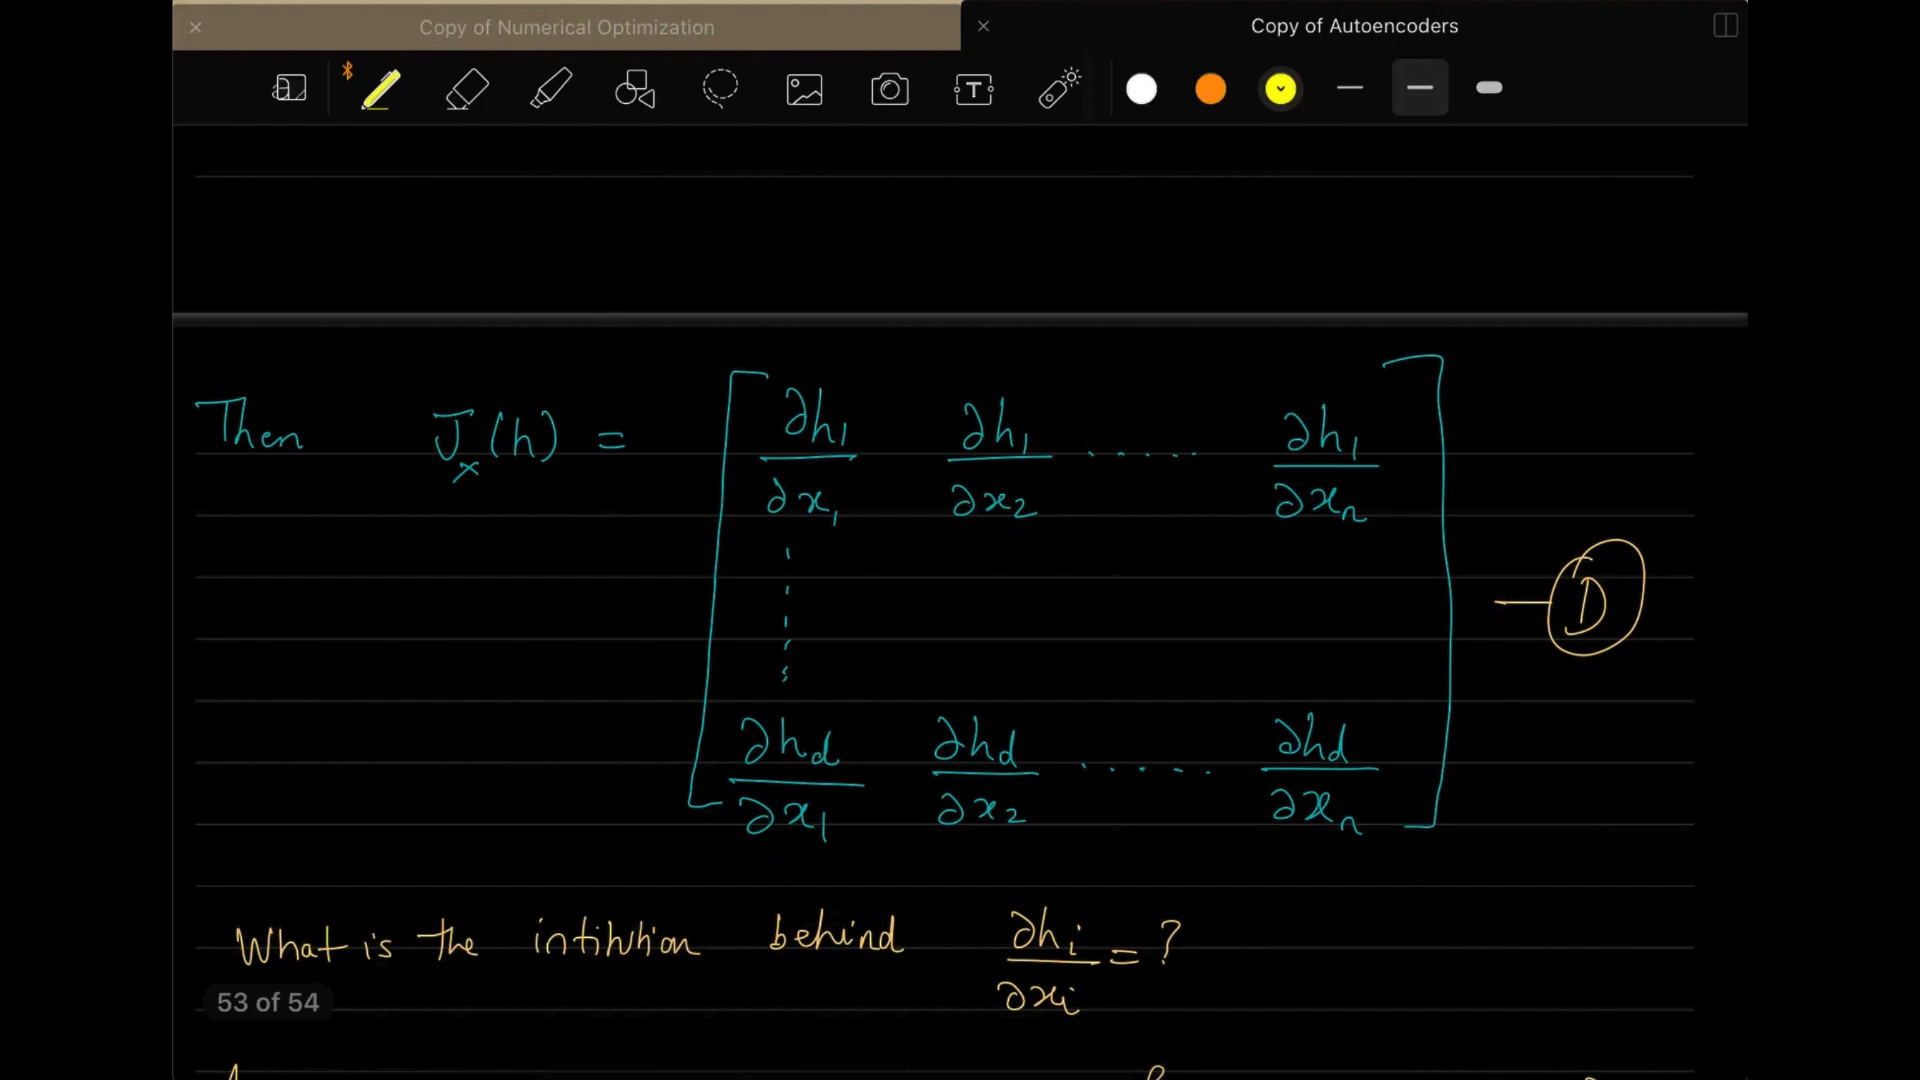 Copy of Numerical Optimization
Copy of Autoencoders
T
Then J_x(h) = [ ∂h₁/∂x₁ ∂h₁/∂x₂ ..... ∂h₁/∂xₙ
∂h_d/∂x₁ ∂h_d/∂x₂ ...... ∂h_d/∂xₙ ] — D
What is the intitution behind ∂hᵢ/∂xᵢ = ?
53 of 54